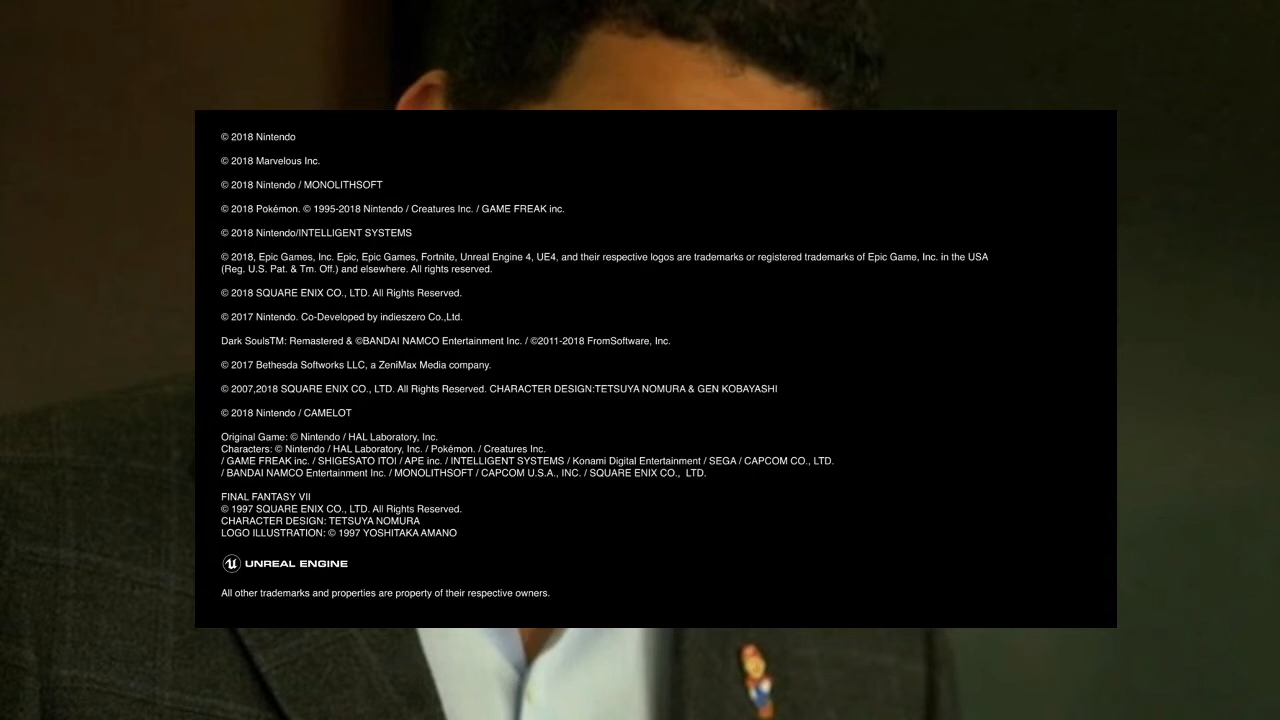 © 2018 Nintendo
© 2018 Marvelous Inc.
© 2018 Nintendo / MONOLITHSOFT
© 2018 Pokémon. © 1995-2018 Nintendo / Creatures Inc. / GAME FREAK inc.
© 2018 Nintendo/INTELLIGENT SYSTEMS
© 2018, Epic Games, Inc. Epic, Epic Games, Fortnite, Unreal Engine 4, UE4, and their respective logos are trademarks or registered trademarks of Epic Game, Inc. in the USA
(Reg. U.S. Pat. & Tm. Off.) and elsewhere. All rights reserved.
© 2018 SQUARE ENIX CO., LTD. All Rights Reserved.
© 2017 Nintendo. Co-Developed by indieszero Co.,Ltd.
Dark SoulsTM: Remastered & ©BANDAI NAMCO Entertainment Inc. / ©2011-2018 FromSoftware, Inc.
© 2017 Bethesda Softworks LLC, a ZeniMax Media company.
© 2007,2018 SQUARE ENIX CO., LTD. All Rights Reserved. CHARACTER DESIGN:TETSUYA NOMURA & GEN KOBAYASHI
© 2018 Nintendo / CAMELOT
Original Game: © Nintendo / HAL Laboratory, Inc.
Characters: © Nintendo / HAL Laboratory, Inc. / Pokémon. / Creatures Inc.
/ GAME FREAK inc. / SHIGESATO ITOI / APE inc. / INTELLIGENT SYSTEMS / Konami Digital Entertainment / SEGA / CAPCOM CO., LTD.
/ BANDAI NAMCO Entertainment Inc. / MONOLITHSOFT / CAPCOM U.S.A., INC. / SQUARE ENIX CO., LTD.
FINAL FANTASY VII
© 1997 SQUARE ENIX CO., LTD. All Rights Reserved.
CHARACTER DESIGN: TETSUYA NOMURA
LOGO ILLUSTRATION: © 1997 YOSHITAKA AMANO
UNREAL ENGINE
All other trademarks and properties are property of their respective owners.